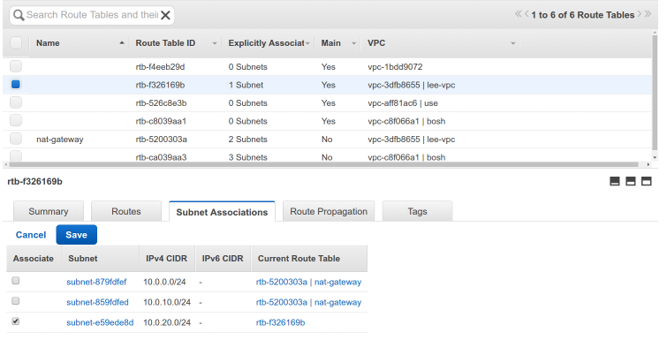 Search Route Tables and their
1 to 6 of 6 Route Tables
Name Route Table ID Explicitly Associat Main VPC
rtb-f4eeb29d 0 Subnets Yes vpc-1bdd9072
rtb-f326169b 1 Subnet Yes vpc-3dfb8655 | lee-vpc
rtb-526c8e3b 0 Subnets Yes vpc-aff81ac6 | use
rtb-c8039aa1 0 Subnets Yes vpc-c8f066a1 | bosh
nat-gateway rtb-5200303a 2 Subnets No vpc-3dfb8655 | lee-vpc
rtb-ca039aa3 3 Subnets No vpc-c8f066a1 | bosh
rtb-f326169b
Summary Routes Subnet Associations Route Propagation Tags
Cancel Save
Associate Subnet IPv4 CIDR IPv6 CIDR Current Route Table
subnet-879fdfef 10.0.0.0/24 - rtb-5200303a | nat-gateway
subnet-859fdfed 10.0.10.0/24 - rtb-5200303a | nat-gateway
subnet-e59ede8d 10.0.20.0/24 - rtb-f326169b